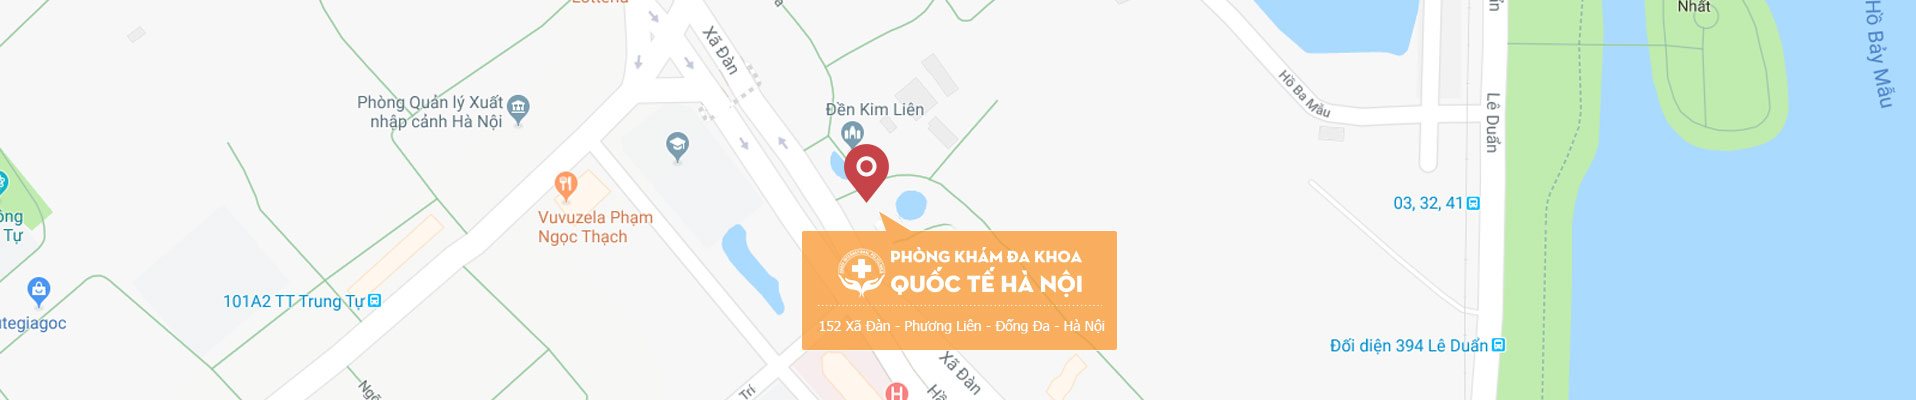 Xã Đàn
Nhất
Hồ Bảy Mẫu
Phòng Quản lý Xuất
nhập cảnh Hà Nội
Đền Kim Liên
Hồ Ba Mẫu
Lê Duẩn
Vuvuzela Phạm
Ngọc Thạch
03, 32, 41
Tự
PHÒNG KHÁM ĐA KHOA
QUỐC TẾ HÀ NỘI
152 Xã Đàn - Phương Liên - Đống Đa - Hà Nội
101A2 TT Trung Tự
itegiagoc
Đối diện 394 Lê Duẩn
Xã Đàn
Trí
H